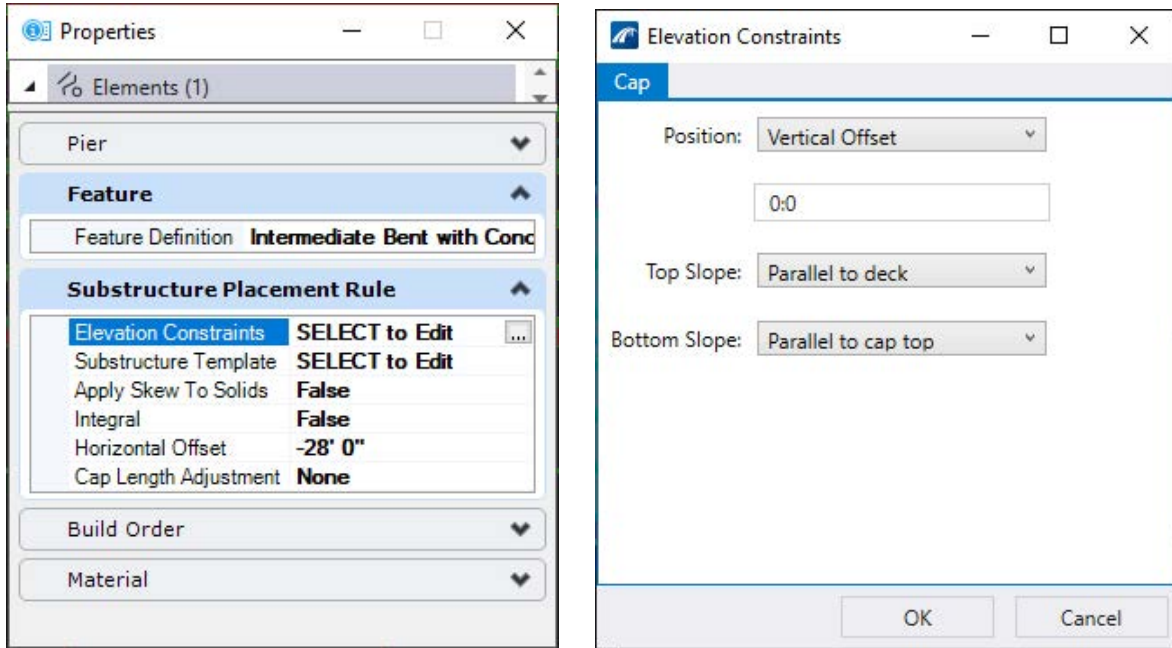 Properties
Elements (1)
Pier
Feature
Feature Definition Intermediate Bent with Conc
Substructure Placement Rule
Elevation Constraints SELECT to Edit ...
Substructure Template SELECT to Edit
Apply Skew To Solids False
Integral False
Horizontal Offset -28' 0"
Cap Length Adjustment None
Build Order
Material
Elevation Constraints
Cap
Position: Vertical Offset
0:0
Top Slope: Parallel to deck
Bottom Slope: Parallel to cap top
OK Cancel